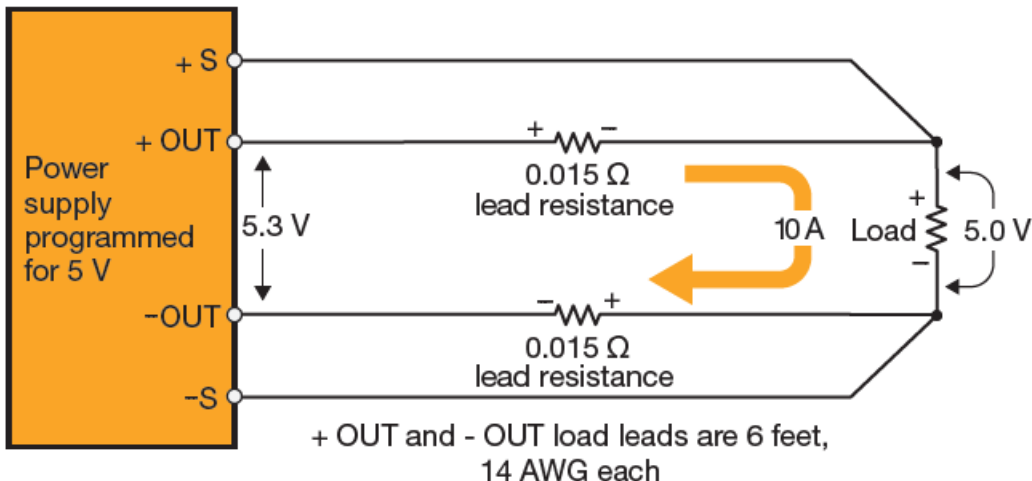 + S
+ OUT
Power
supply
programmed
for 5 V
5.3 V
-OUT
-S
+ −
0.015 Ω
lead resistance
10 A
+
Load
−
5.0 V
− +
0.015 Ω
lead resistance
+ OUT and - OUT load leads are 6 feet,
14 AWG each